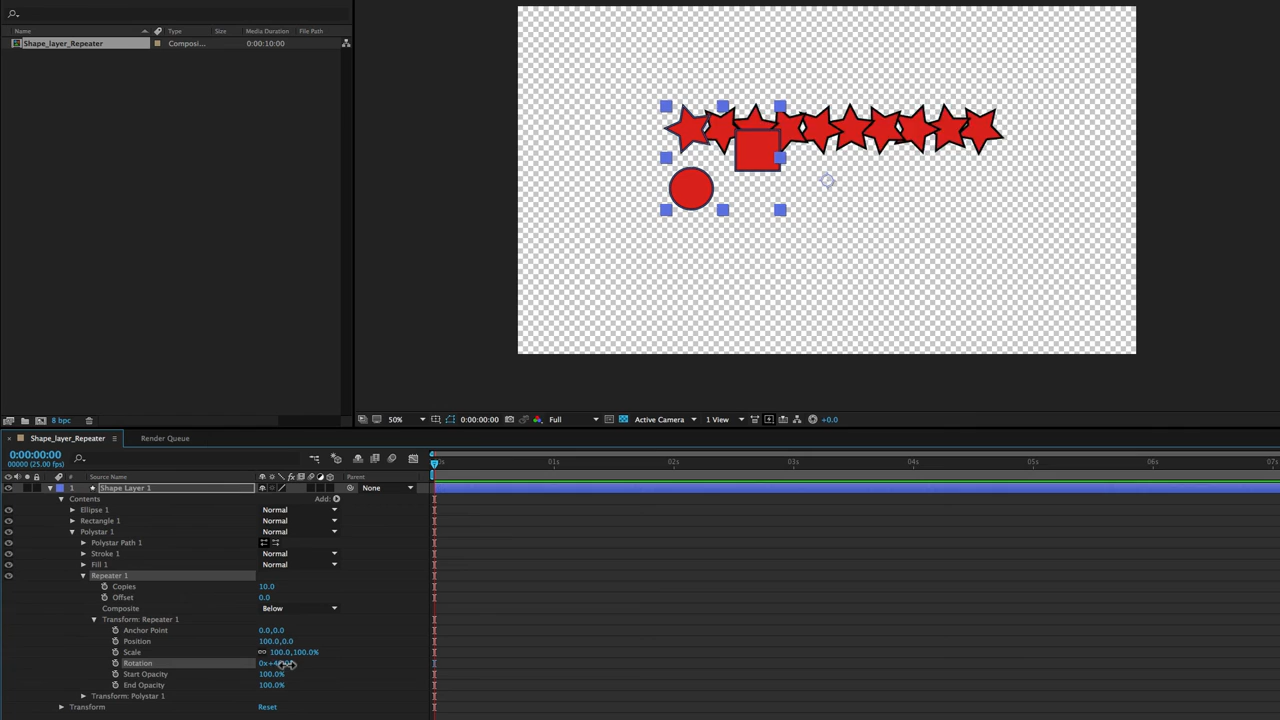 Name # Type Size Media Duration File Path
Shape_layer_Repeater Composi... 0:00:10:00
8 bpc
50% 0:00:00:00 Full Active Camera 1 View +0.0
Shape_layer_Repeater Render Queue
0:00:00:00
00000 (25.00 fps)
01s 02s 03s 04s 05s 06s 07s
# Source Name Parent
1 Shape Layer 1 None
Contents Add:
Ellipse 1 Normal
Rectangle 1 Normal
Polystar 1 Normal
Polystar Path 1
Stroke 1 Normal
Fill 1 Normal
Repeater 1
Copies 10.0
Offset 0.0
Composite Below
Transform: Repeater 1
Anchor Point 0.0,0.0
Position 100.0,0.0
Scale 100.0,100.0%
Rotation
Start Opacity 100.0%
End Opacity 100.0%
Transform: Polystar 1
Transform Reset